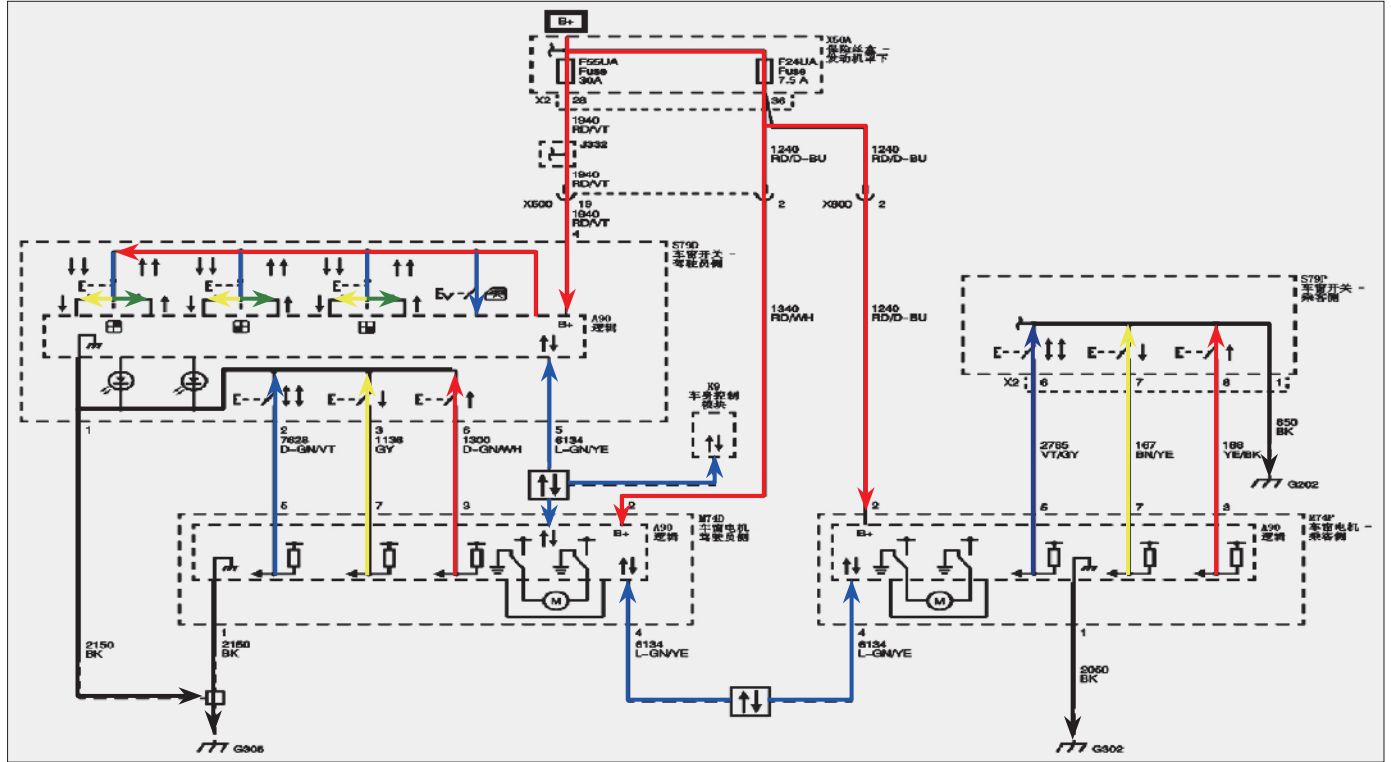 B+
X50A
保险丝盒 -
发动机罩下
F55UA
Fuse
30A
F24UA
Fuse
7.5 A
X2
28
36
1940
RD/VT
J332
1940
RD/VT
1240
RD/D-BU
1240
RD/D-BU
X500
19
2
X800
2
1940
RD/VT
4
S79D
车窗开关 -
驾驶员侧
S79P
车窗开关 -
乘客侧
E
E
E
E
A90
逻辑
B+
1340
RD/WH
1240
RD/D-BU
E
E
E
E
E
E
X2
6
7
8
1
K9
车身控制
模块
1
2
3
6
5
7628
D-GN/VT
1136
GY
1300
D-GN/WH
6134
L-GN/YE
2765
VT/GY
167
BN/YE
166
YE/BK
650
BK
G202
5
7
3
2
M74D
车窗电机 -
驾驶员侧
A90
逻辑
B+
M
2
5
7
3
M74P
车窗电机 -
乘客侧
A90
逻辑
B+
M
1
4
4
1
2150
BK
2150
BK
6134
L-GN/YE
6134
L-GN/YE
2050
BK
G305
G302